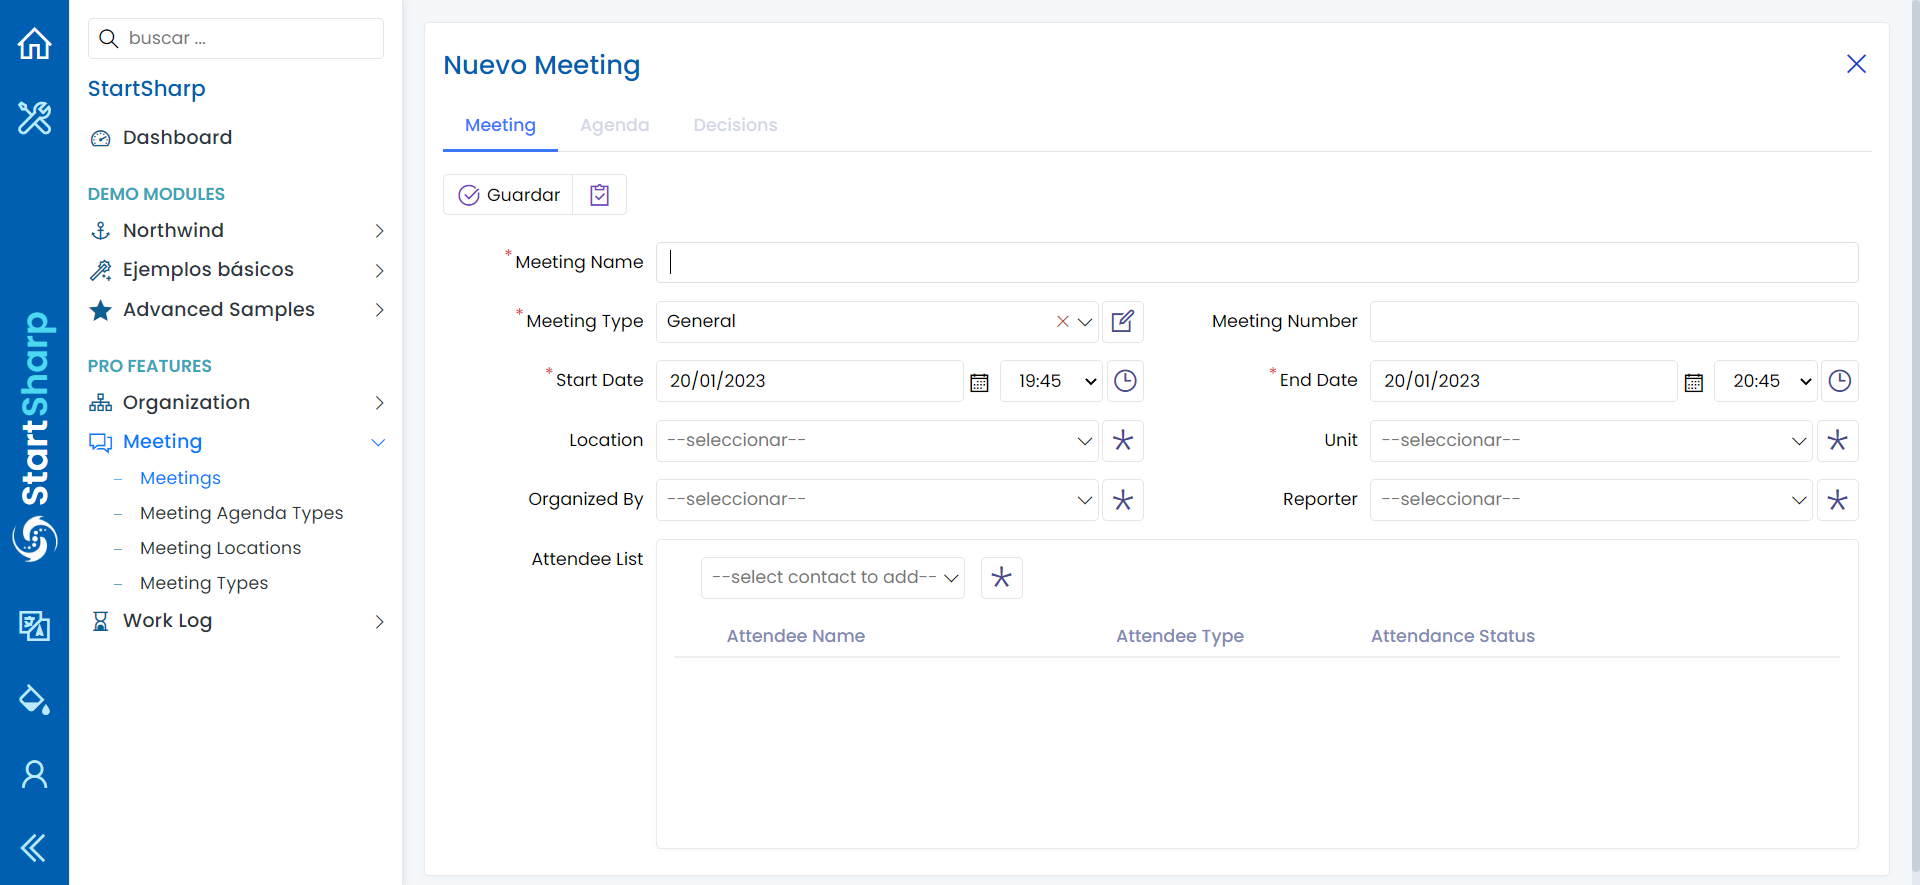 buscar ...
StartSharp
Dashboard
DEMO MODULES
Northwind
Ejemplos básicos
Advanced Samples
PRO FEATURES
Organization
Meeting
Meetings
Meeting Agenda Types
Meeting Locations
Meeting Types
Work Log
StartSharp
Nuevo Meeting
Meeting Agenda Decisions
Guardar
* Meeting Name
* Meeting Type General Meeting Number
* Start Date 20/01/2023 19:45 * End Date 20/01/2023 20:45
Location --seleccionar-- Unit --seleccionar--
Organized By --seleccionar-- Reporter --seleccionar--
Attendee List
--select contact to add--
Attendee Name Attendee Type Attendance Status